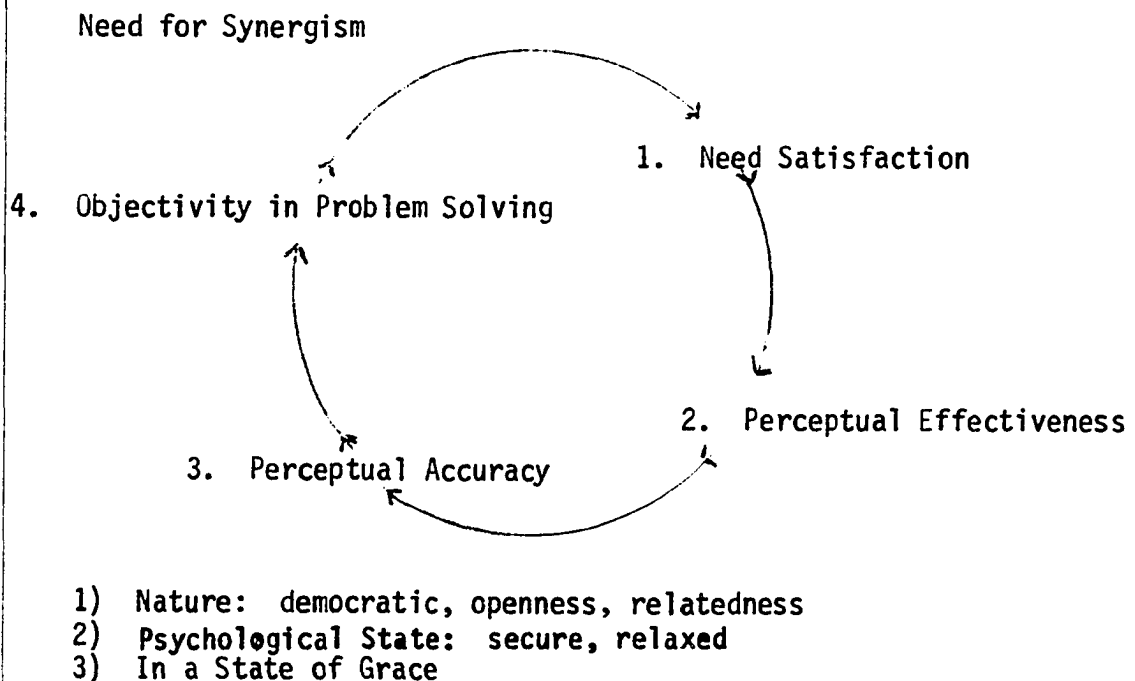 Need for Synergism
1. Need Satisfaction
4. Objectivity in Problem Solving
2. Perceptual Effectiveness
3. Perceptual Accuracy
1) Nature: democratic, openness, relatedness
2) Psychological State: secure, relaxed
3) In a State of Grace